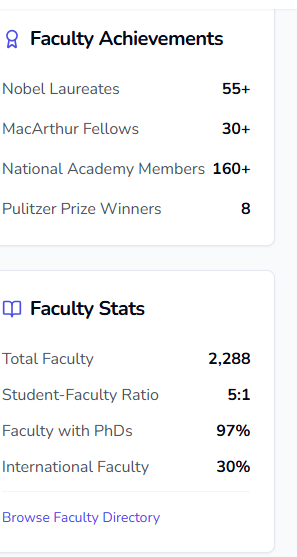 Faculty Achievements
Nobel Laureates 55+
MacArthur Fellows 30+
National Academy Members 160+
Pulitzer Prize Winners 8
Faculty Stats
Total Faculty 2,288
Student-Faculty Ratio 5:1
Faculty with PhDs 97%
International Faculty 30%
Browse Faculty Directory